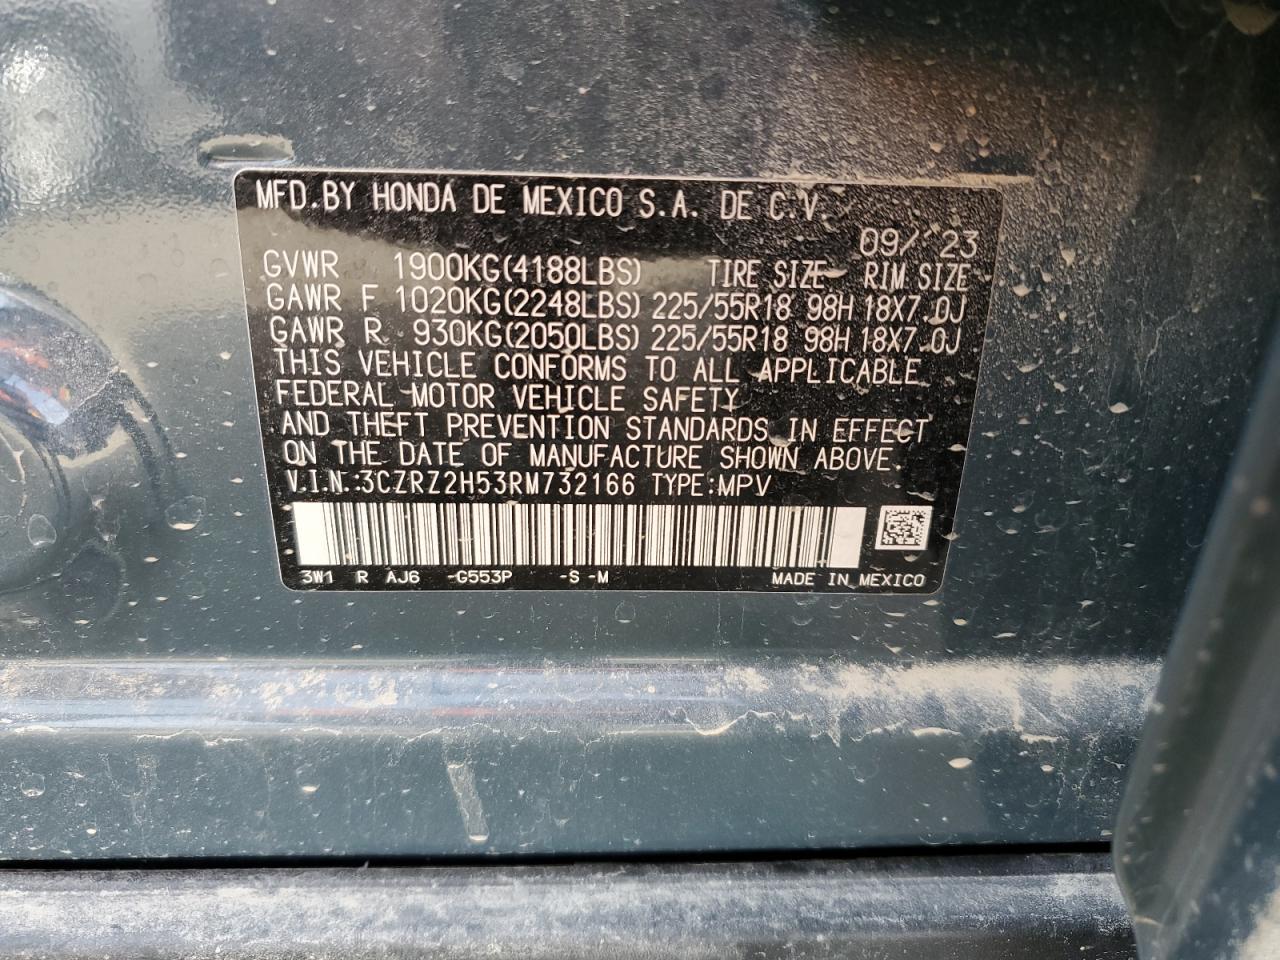 MFD.BY HONDA DE MEXICO S.A. DE C.V.
09/ 23
GVWR 1900KG(4188LBS) TIRE SIZE RIM SIZE
GAWR F 1020KG(2248LBS) 225/55R18 98H 18X7.0J
GAWR R 930KG(2050LBS) 225/55R18 98H 18X7.0J
THIS VEHICLE CONFORMS TO ALL APPLICABLE
FEDERAL MOTOR VEHICLE SAFETY
AND THEFT PREVENTION STANDARDS IN EFFECT
ON THE DATE OF MANUFACTURE SHOWN ABOVE.
V.I.N.:3CZRZ2H53RM732166 TYPE:MPV
3W1 R AJ6 -G553P -S -M MADE IN MEXICO